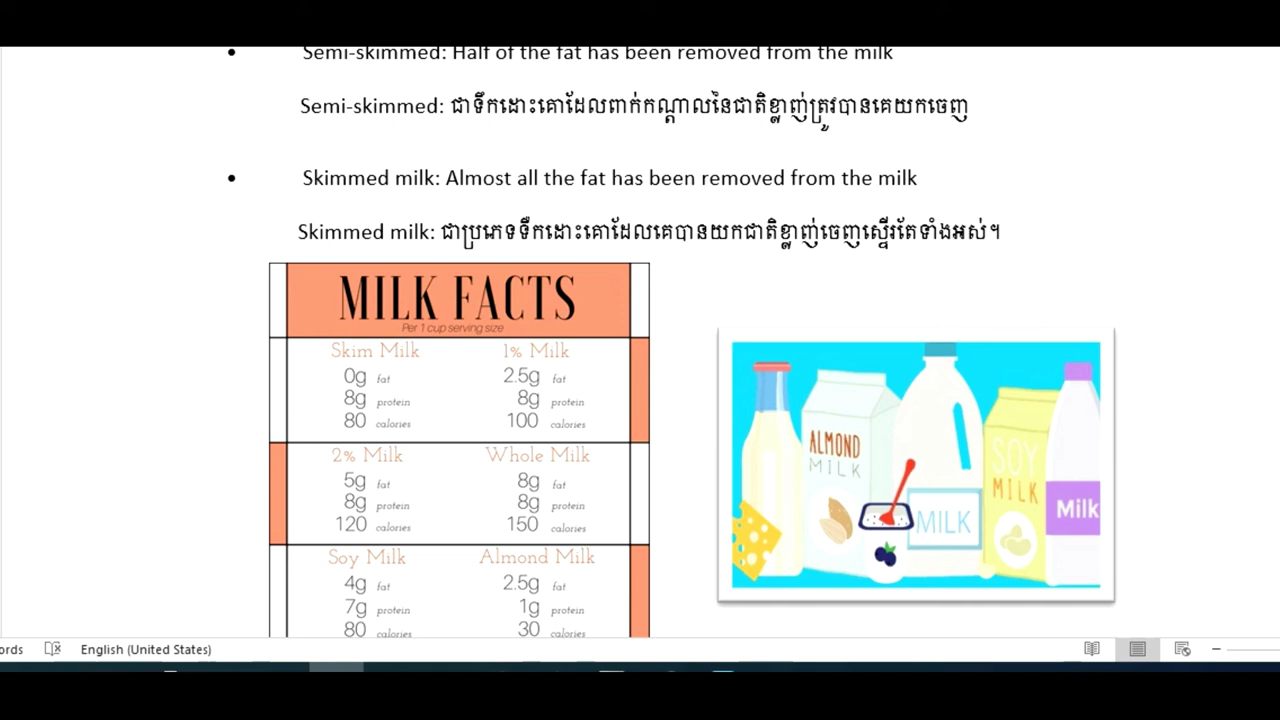 • Semi-skimmed: Half of the fat has been removed from the milk
Semi-skimmed: ជាទឹកដោះគោដែលពាក់កណ្តាលនៃជាតិខ្លាញ់ត្រូវបានគេយកចេញ
• Skimmed milk: Almost all the fat has been removed from the milk
Skimmed milk: ជាប្រភេទទឹកដោះគោដែលគេបានយកជាតិខ្លាញ់ចេញស្ទើរតែទាំងអស់។
MILK FACTS
Per 1 cup serving size
Skim Milk
0g fat
8g protein
80 calories
1% Milk
2.5g fat
8g protein
100 calories
2% Milk
5g fat
8g protein
120 calories
Whole Milk
8g fat
8g protein
150 calories
Soy Milk
4g fat
7g protein
80 calories
Almond Milk
2.5g fat
1g protein
30 calories
ALMOND
MILK
MILK
SOY
MILK
Milk
ords
English (United States)